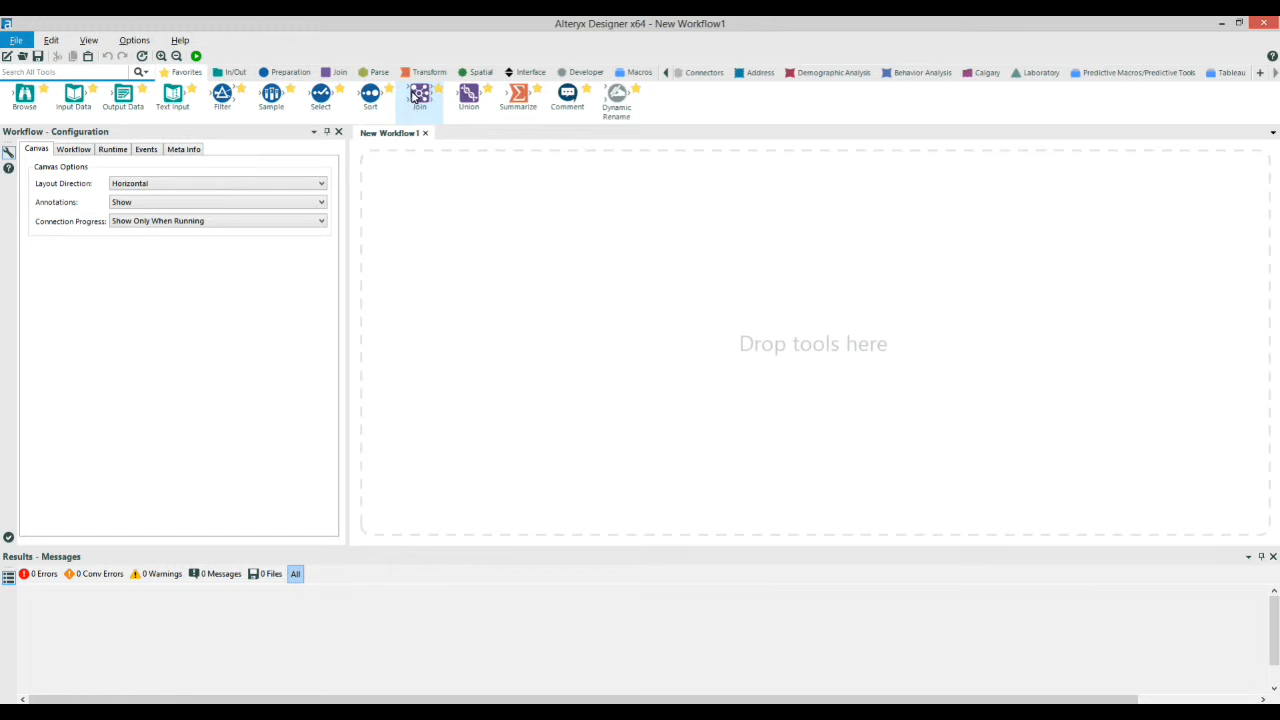 Alteryx Designer x64 - New Workflow1
File Edit View Options Help
Search All Tools Favorites In/Out Preparation Join Parse Transform Spatial Interface Developer Macros Connectors Address Demographic Analysis Behavior Analysis Calgary Laboratory Predictive Macros/Predictive Tools Tableau
Browse Input Data Output Data Text Input Filter Sample Select Sort Join Union Summarize Comment Dynamic
Rename
Workflow - Configuration
New Workflow1
Canvas Workflow Runtime Events Meta Info
Canvas Options
Layout Direction: Horizontal
Annotations: Show
Connection Progress: Show Only When Running
Drop tools here
Results - Messages
0 Errors 0 Conv Errors 0 Warnings 0 Messages 0 Files All